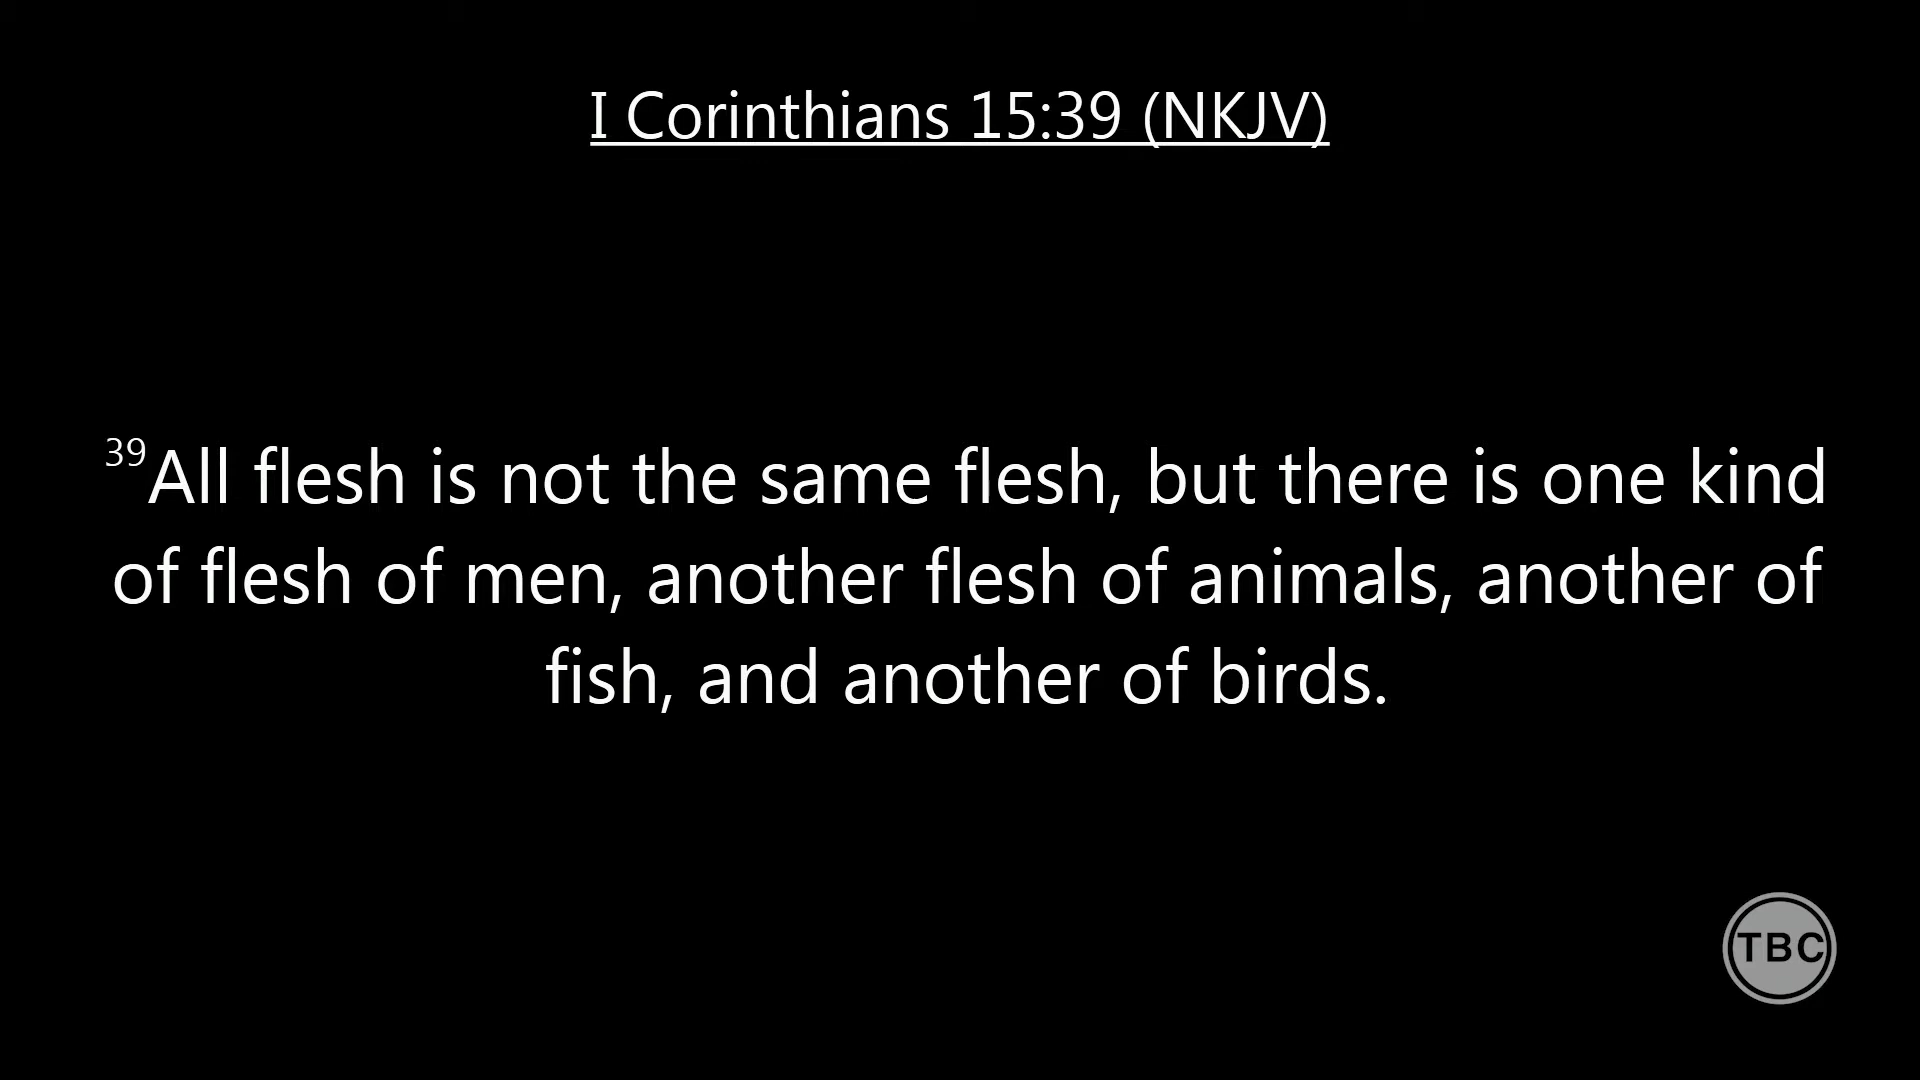 I Corinthians 15:39 (NKJV)
39All flesh is not the same flesh, but there is one kind
of flesh of men, another flesh of animals, another of
fish, and another of birds.
TBC